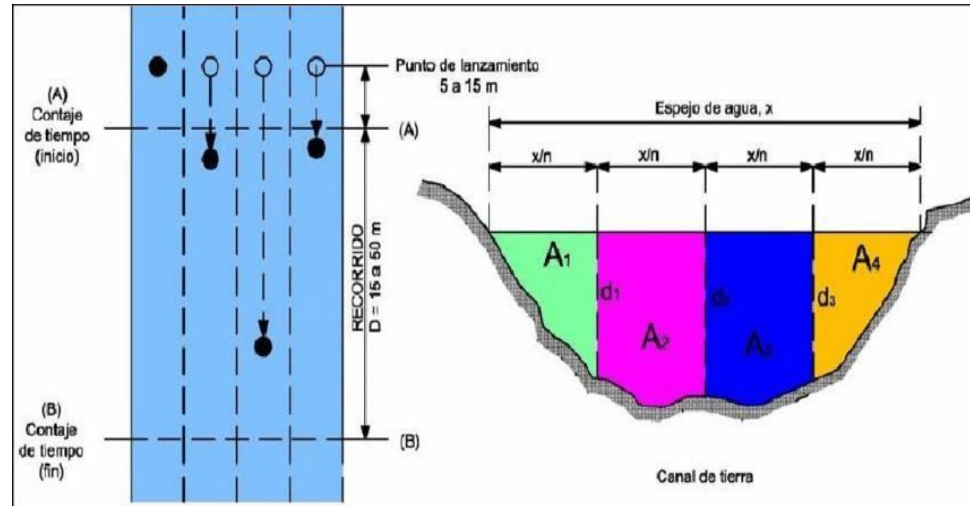 (A)
Contaje
de tiempo
(inicio)
Punto de lanzamiento
5 a 15 m
(A)
RECORRIDO
D = 15 a 50 m
(B)
Contaje
de tiempo
(fin)
(B)
Espejo de agua, x
x/n x/n x/n x/n
A1 A2 A3 A4
d1 d3
Canal de tierra